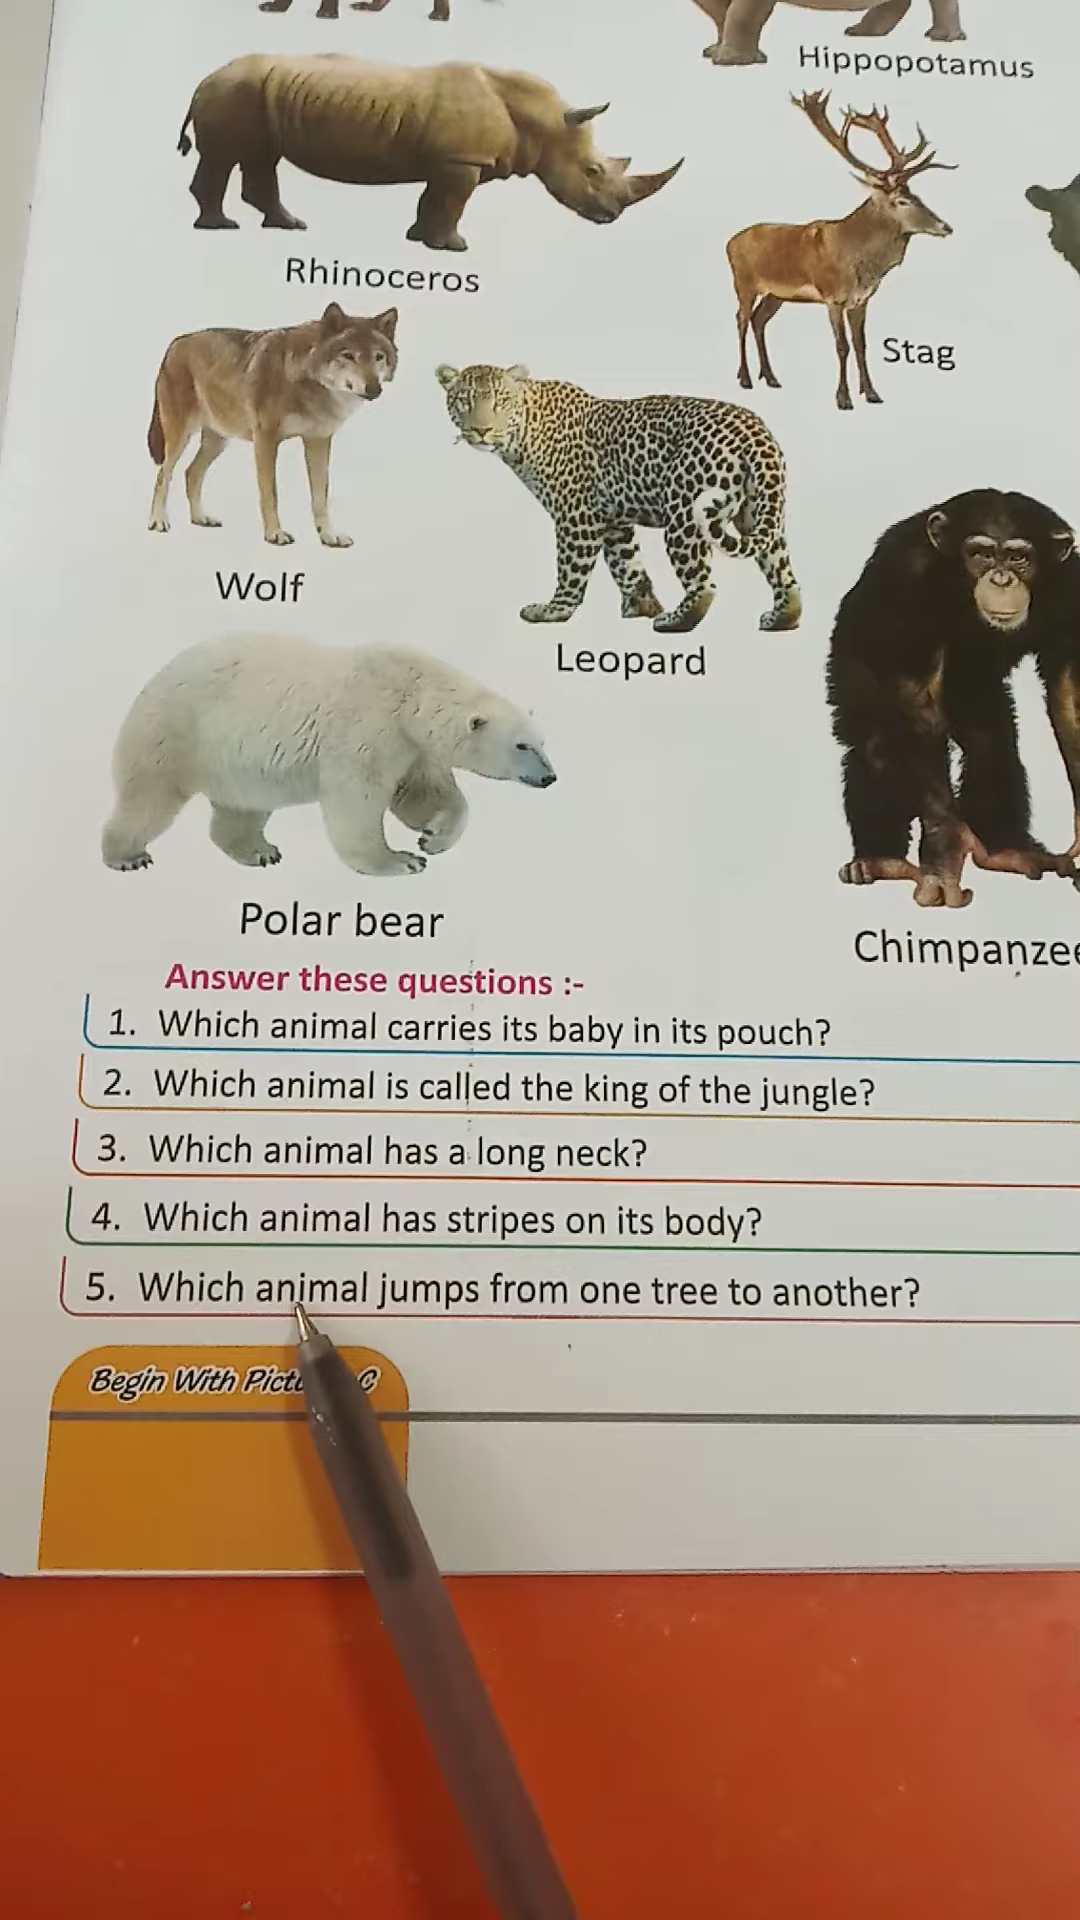 Hippopotamus
Rhinoceros
Stag
Wolf
Leopard
Polar bear
Answer these questions :-
1. Which animal carries its baby in its pouch?
2. Which animal is called the king of the jungle?
3. Which animal has a long neck?
4. Which animal has stripes on its body?
5. Which animal jumps from one tree to another?
Begin With